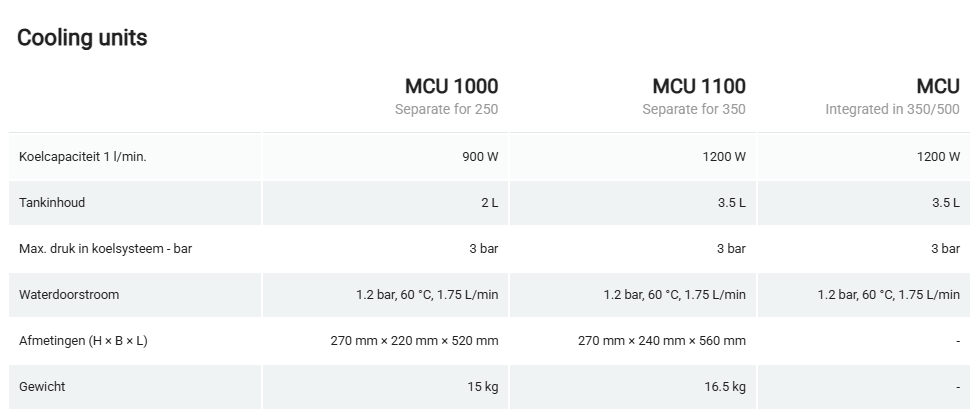 Cooling units
MCU 1000 MCU 1100 MCU
Separate for 250 Separate for 350 Integrated in 350/500
Koelcapaciteit 1 l/min. 900 W 1200 W 1200 W
Tankinhoud 2 L 3.5 L 3.5 L
Max. druk in koelsysteem - bar 3 bar 3 bar 3 bar
Waterdoorstroom 1.2 bar, 60 °C, 1.75 L/min 1.2 bar, 60 °C, 1.75 L/min 1.2 bar, 60 °C, 1.75 L/min
Afmetingen (H × B × L) 270 mm × 220 mm × 520 mm 270 mm × 240 mm × 560 mm -
Gewicht 15 kg 16.5 kg -